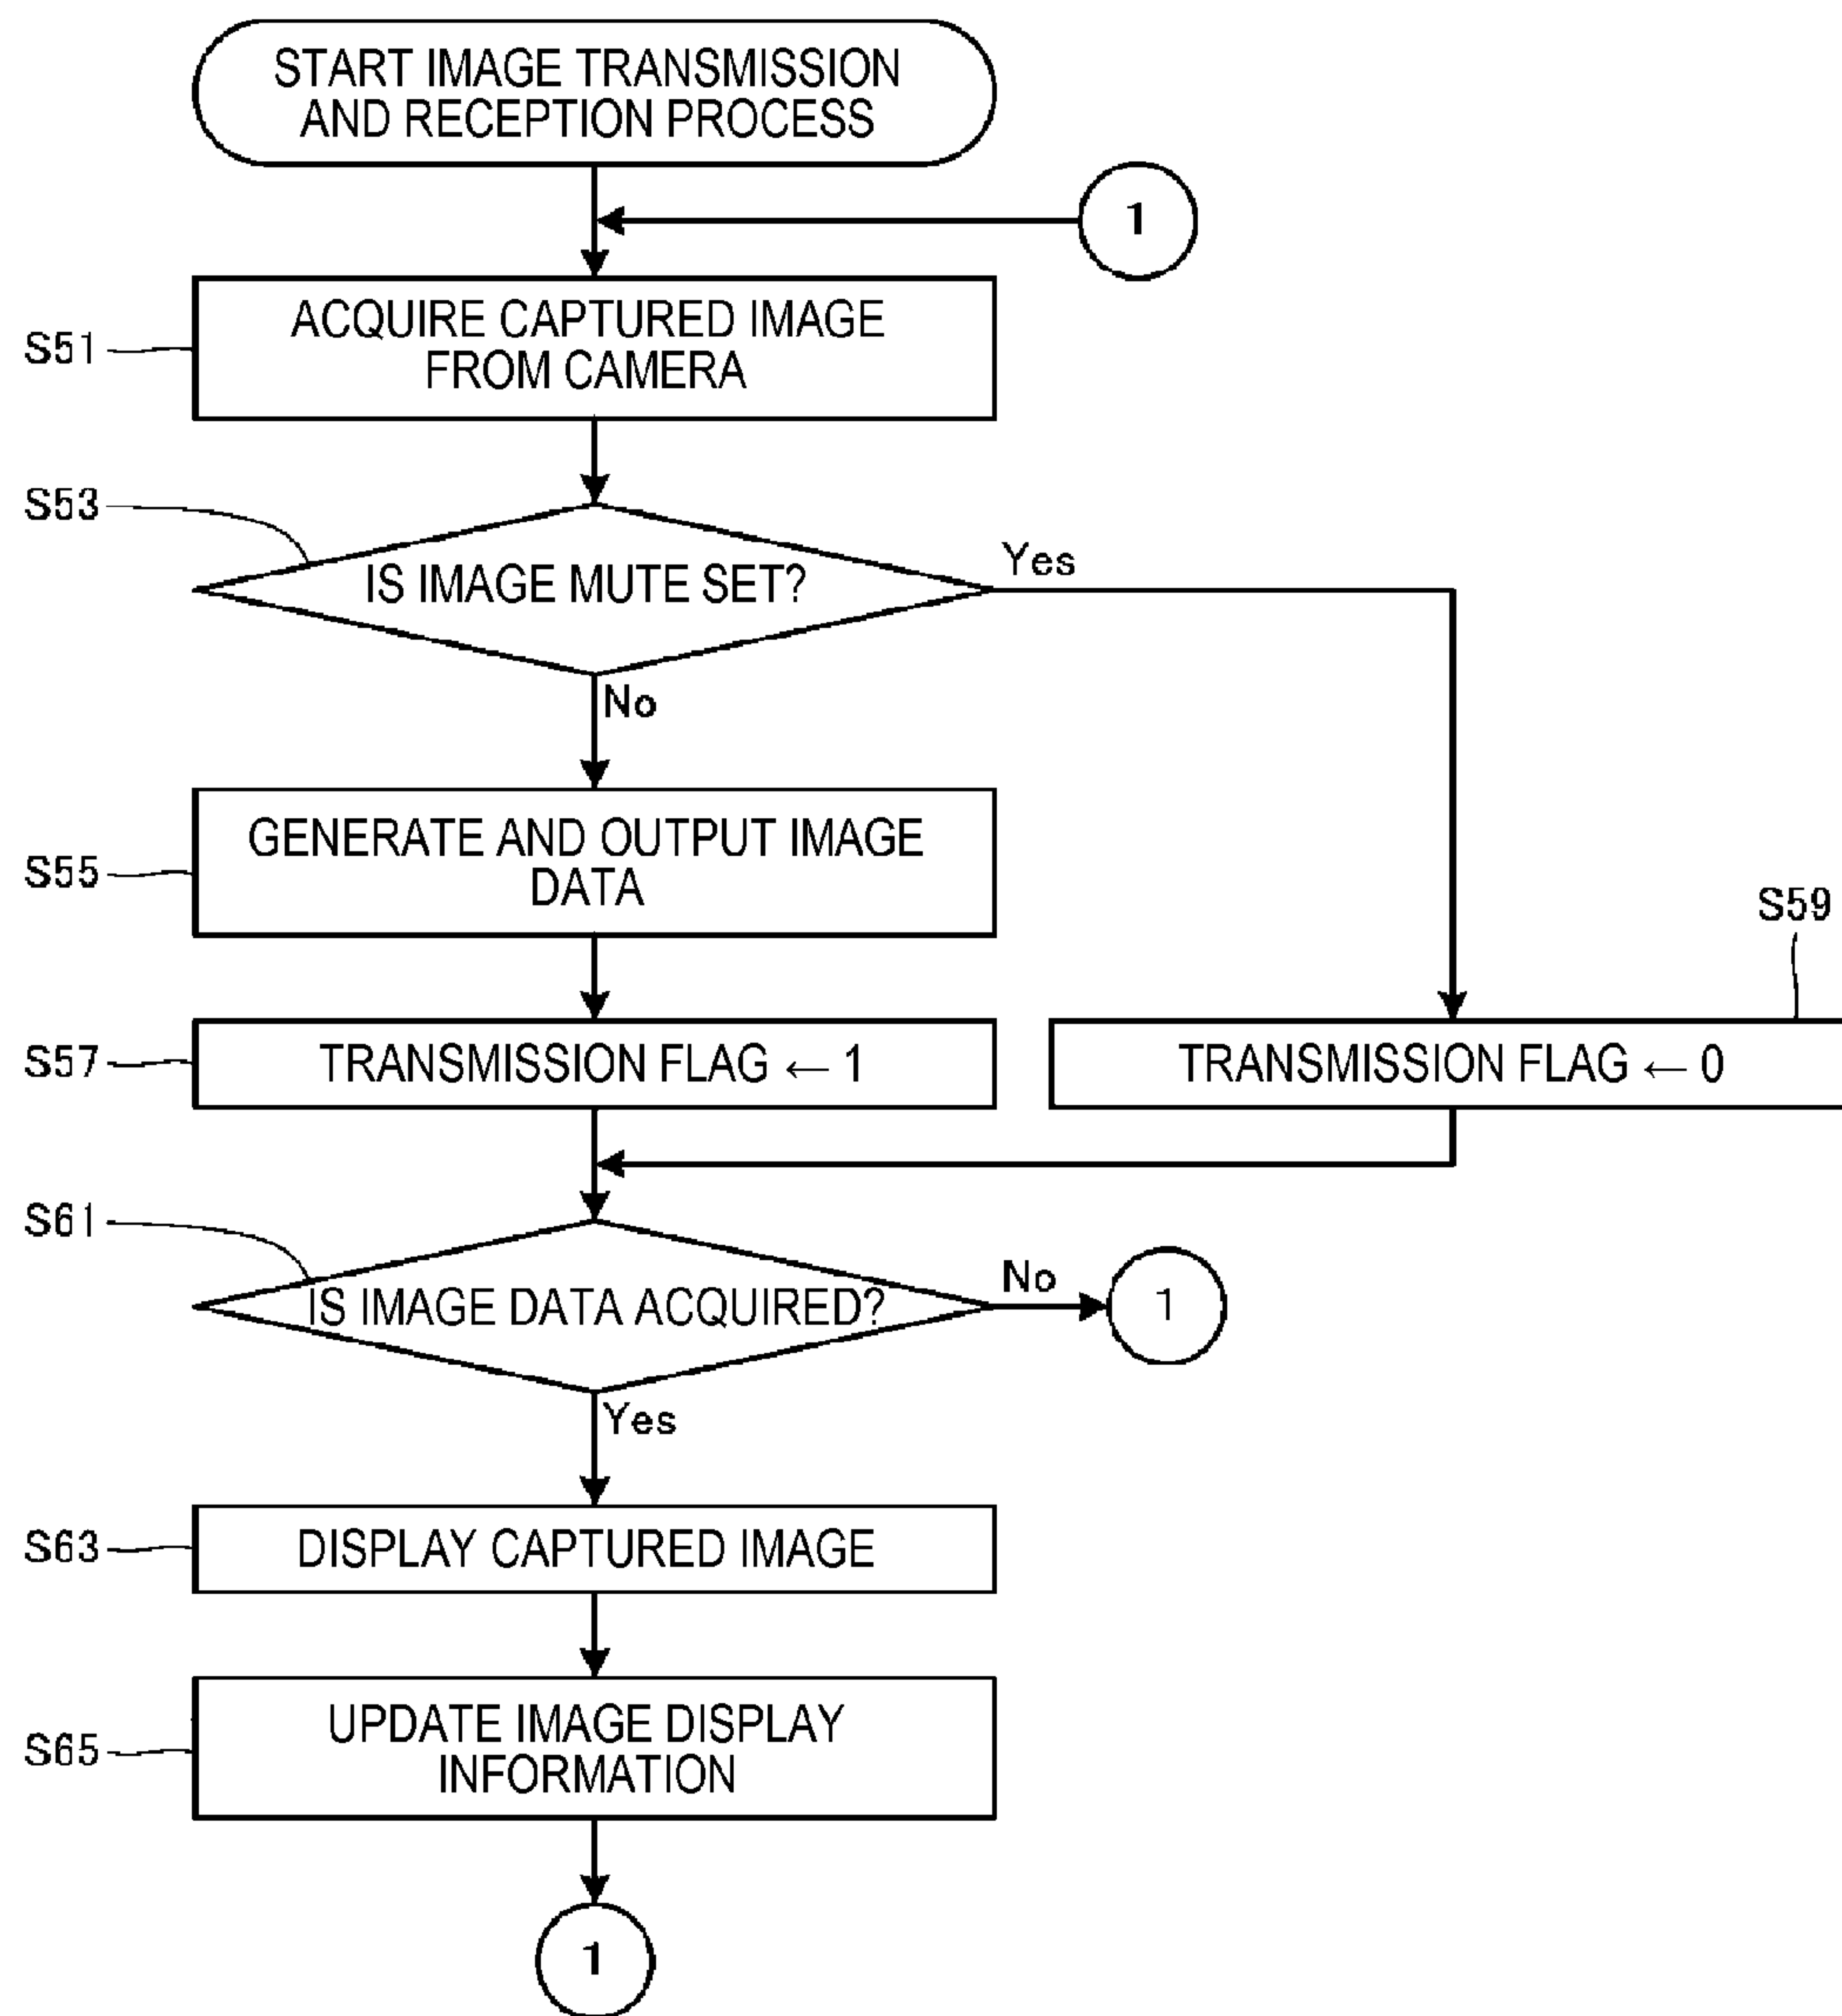 START IMAGE TRANSMISSION
AND RECEPTION PROCESS
1
S51
ACQUIRE CAPTURED IMAGE
FROM CAMERA
S53
IS IMAGE MUTE SET?
Yes
No
S55
GENERATE AND OUTPUT IMAGE
DATA
S59
S57
TRANSMISSION FLAG ← 1
TRANSMISSION FLAG ← 0
S61
IS IMAGE DATA ACQUIRED?
No
1
Yes
S63
DISPLAY CAPTURED IMAGE
S65
UPDATE IMAGE DISPLAY
INFORMATION
1